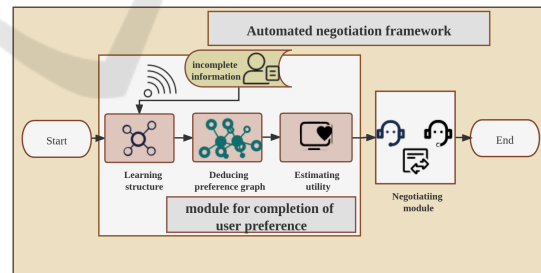 Automated negotiation framework
incomplete
information
Start
End
Learning
structure
Deducing
preference graph
Estimating
utility
Negotiatiing
module
module for completion of
user preference